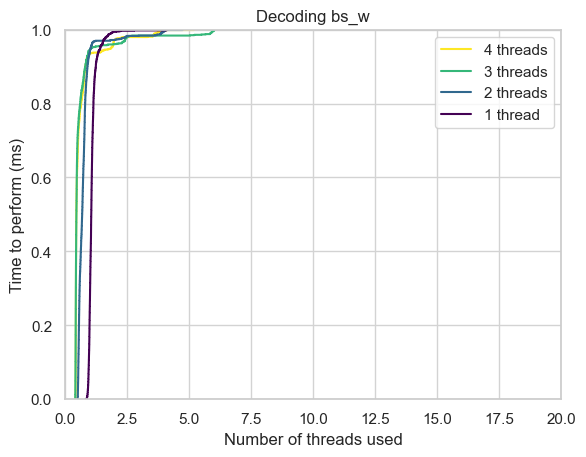 Decoding bs_w
1.0
0.8
0.6
0.4
0.2
0.0
Time to perform (ms)
4 threads
3 threads
2 threads
1 thread
0.0 2.5 5.0 7.5 10.0 12.5 15.0 17.5 20.0
Number of threads used